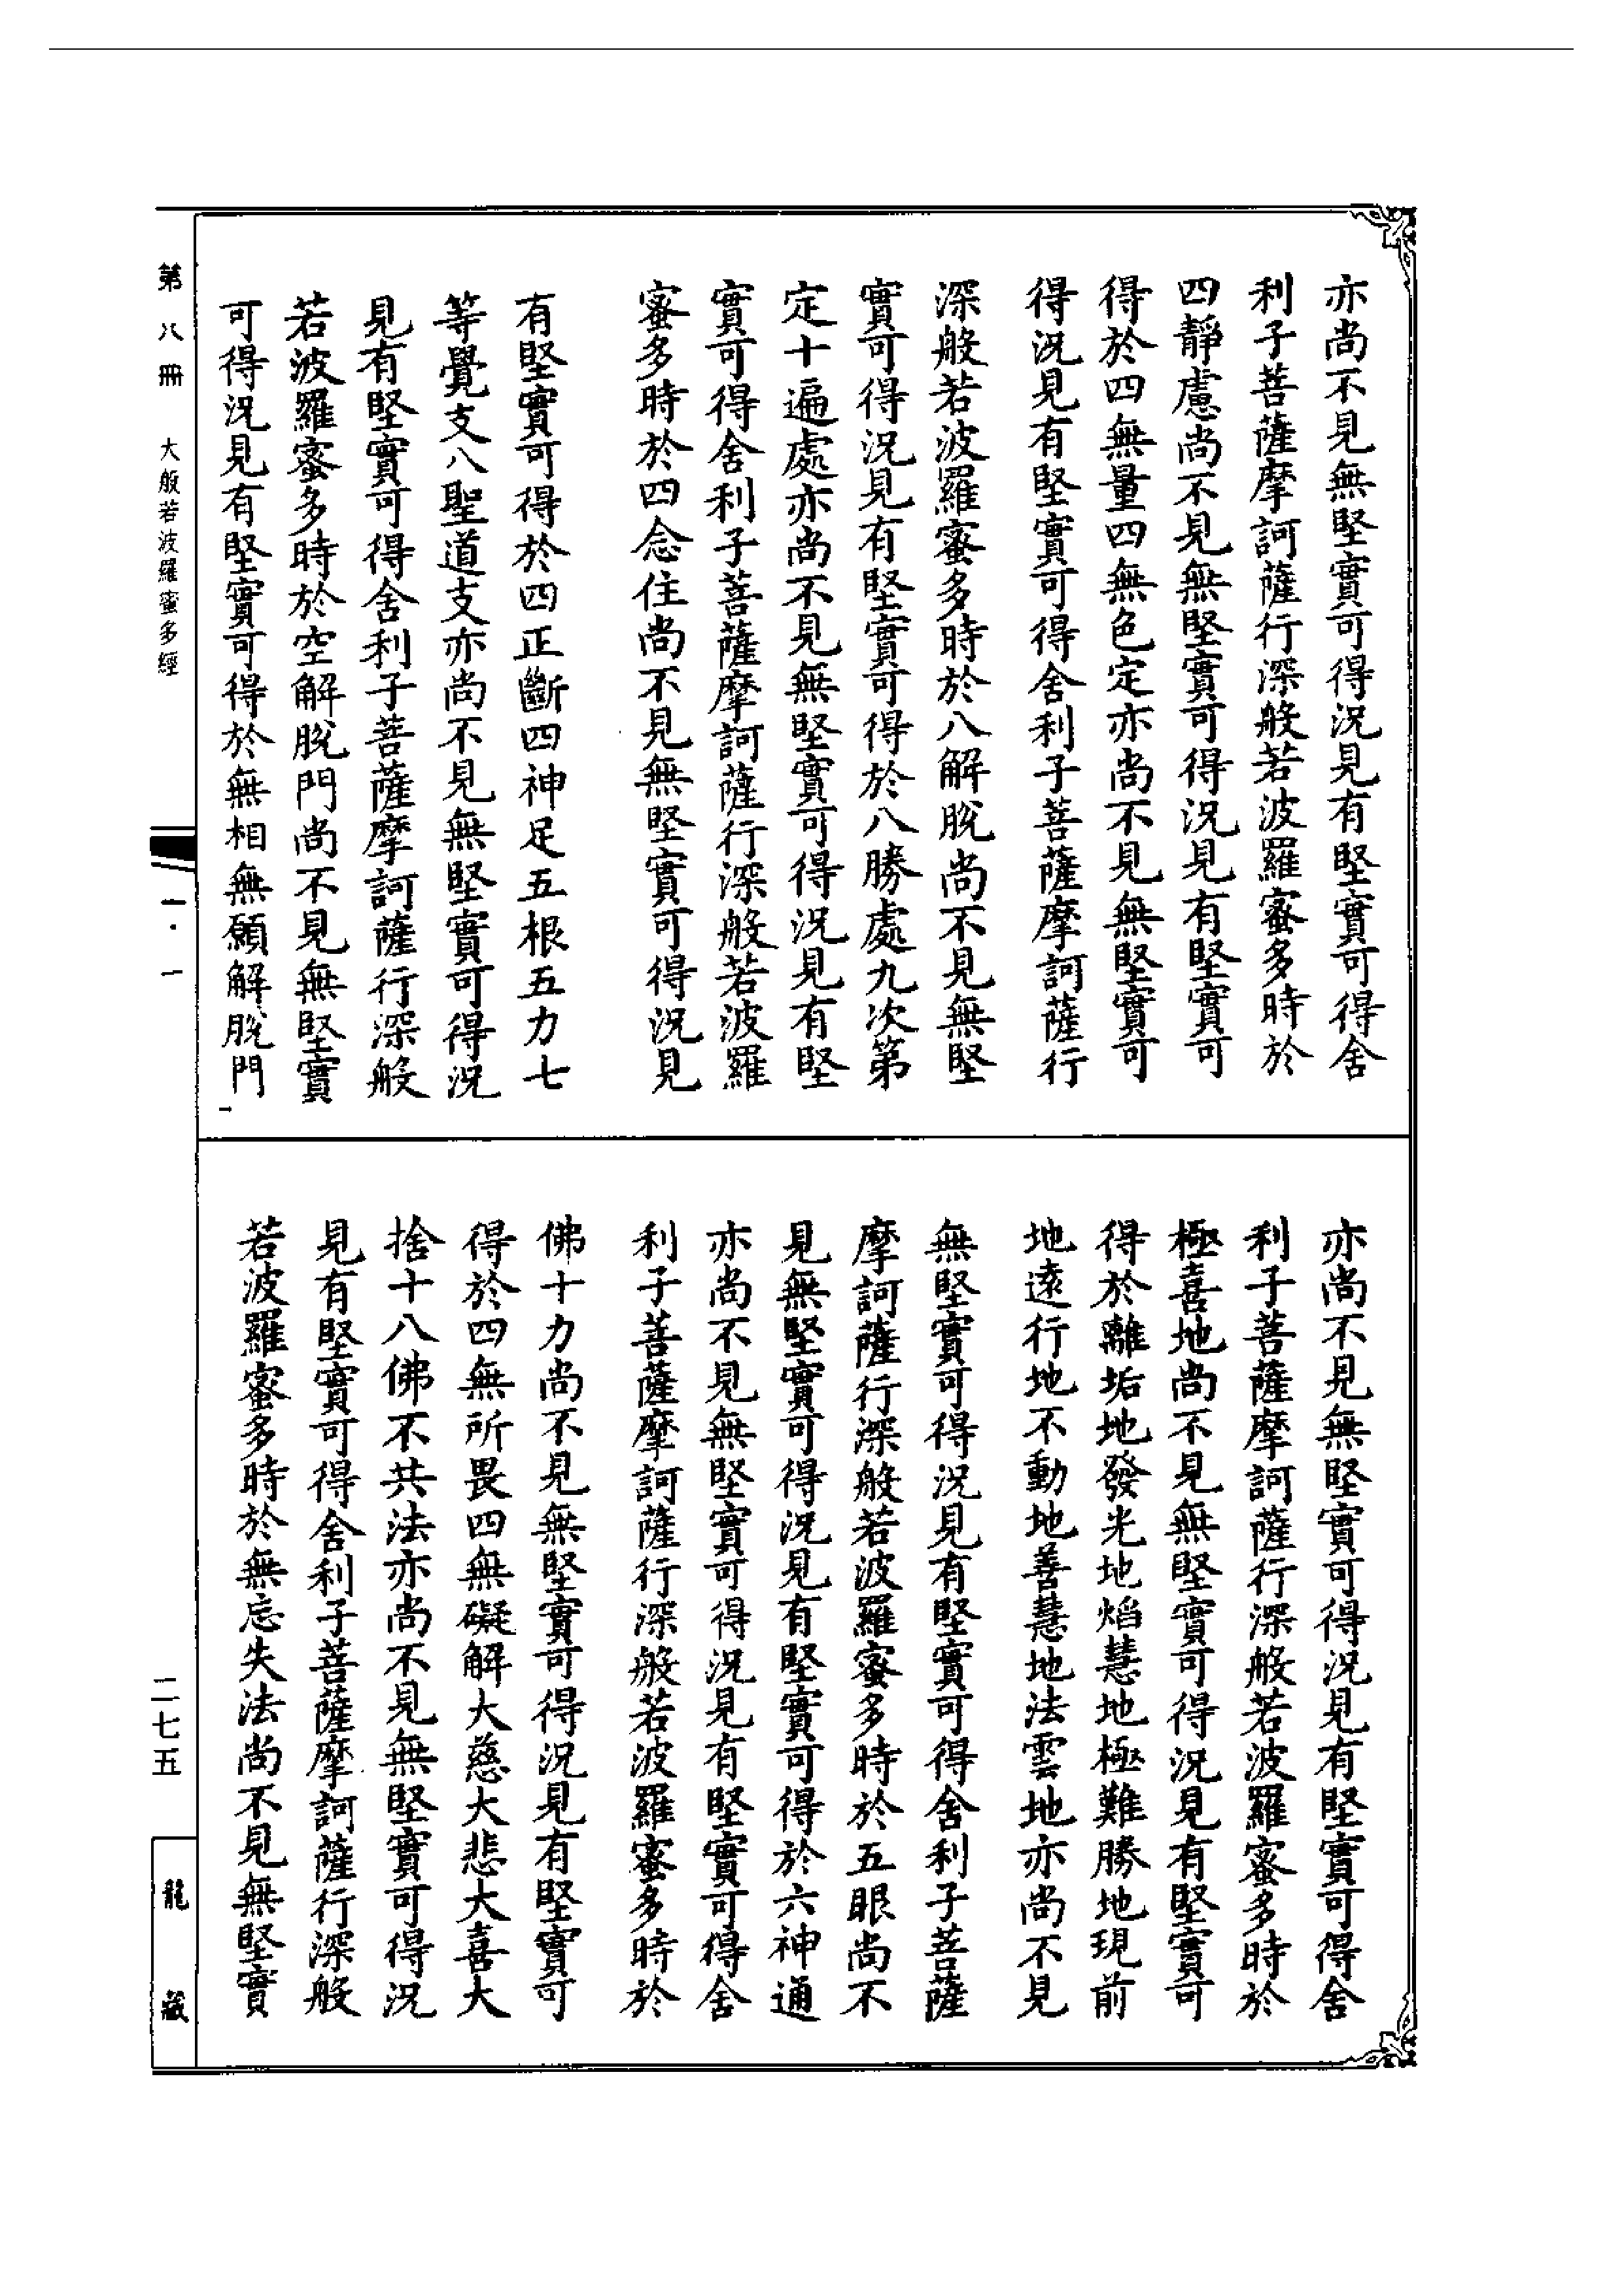 亦尚不見無堅實可得況見有堅實可得舍
利子菩薩摩訶薩行深般若波羅蜜多時於
四靜慮尚不見無堅實可得況見有堅實可
得於四無量四無色定亦尚不見無堅實可
得況見有堅實可得舍利子菩薩摩訶薩行
深般若波羅蜜多時於八解脫尚不見無堅
實可得況見有堅實可得於八勝處九次第
定十遍處亦尚不見無堅實可得況見有堅
實可得舍利子菩薩摩訶薩行深般若波羅
蜜多時於四念住尚不見無堅實可得況見
有堅實可得於四正斷四神足五根五力七
等覺支八聖道支亦尚不見無堅實可得況
見有堅實可得舍利子菩薩摩訶薩行深般
若波羅蜜多時於空解脫門尚不見無堅實
可得況見有堅實可得於無相無願解脫門
亦尚不見無堅實可得況見有堅實可得舍
利子菩薩摩訶薩行深般若波羅蜜多時於
極喜地尚不見無堅實可得況見有堅實可
得於離垢地發光地焰慧地極難勝地現前
地遠行地不動地善慧地法雲地亦尚不見
無堅實可得況見有堅實可得舍利子菩薩
摩訶薩行深般若波羅蜜多時於五眼尚不
見無堅實可得況見有堅實可得於六神通
亦尚不見無堅實可得況見有堅實可得舍
利子菩薩摩訶薩行深般若波羅蜜多時於
佛十力尚不見無堅實可得況見有堅實可
得於四無所畏四無礙解大慈大悲大喜大
捨十八佛不共法亦尚不見無堅實可得況
見有堅實可得舍利子菩薩摩訶薩行深般
若波羅蜜多時於無忘失法尚不見無堅實
第八冊 大般若波羅蜜多經
一·一
二七五
龍藏